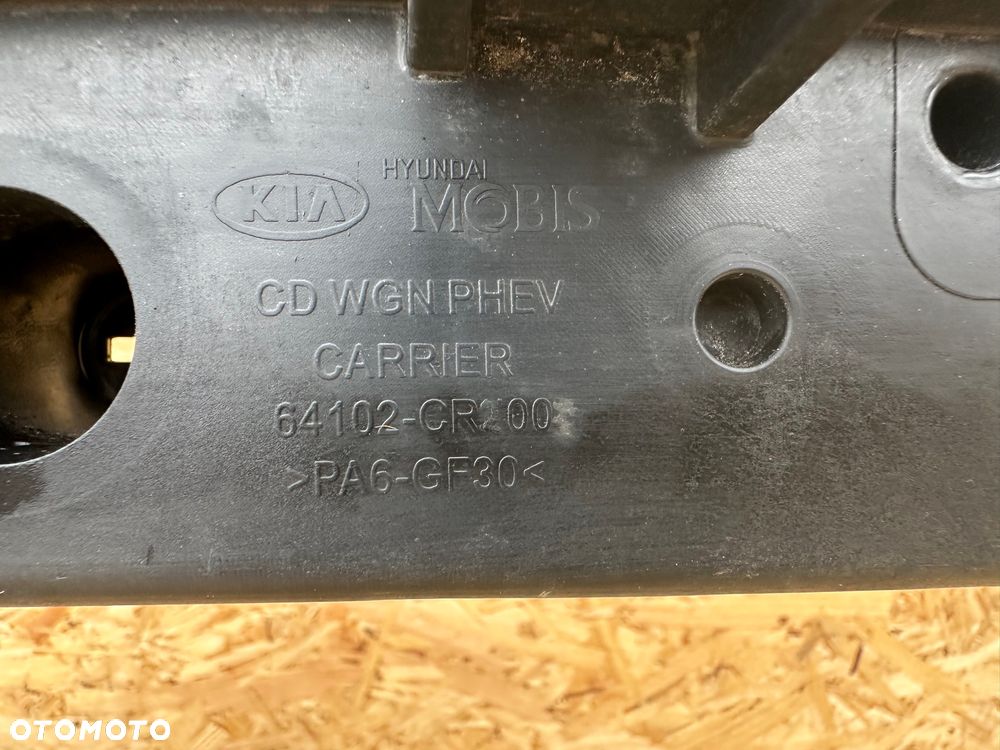 KIA HYUNDAI MOBIS
CD WGN PHEV
CARRIER
64102-CR200
>PA6-GF30<
OTOMOTO